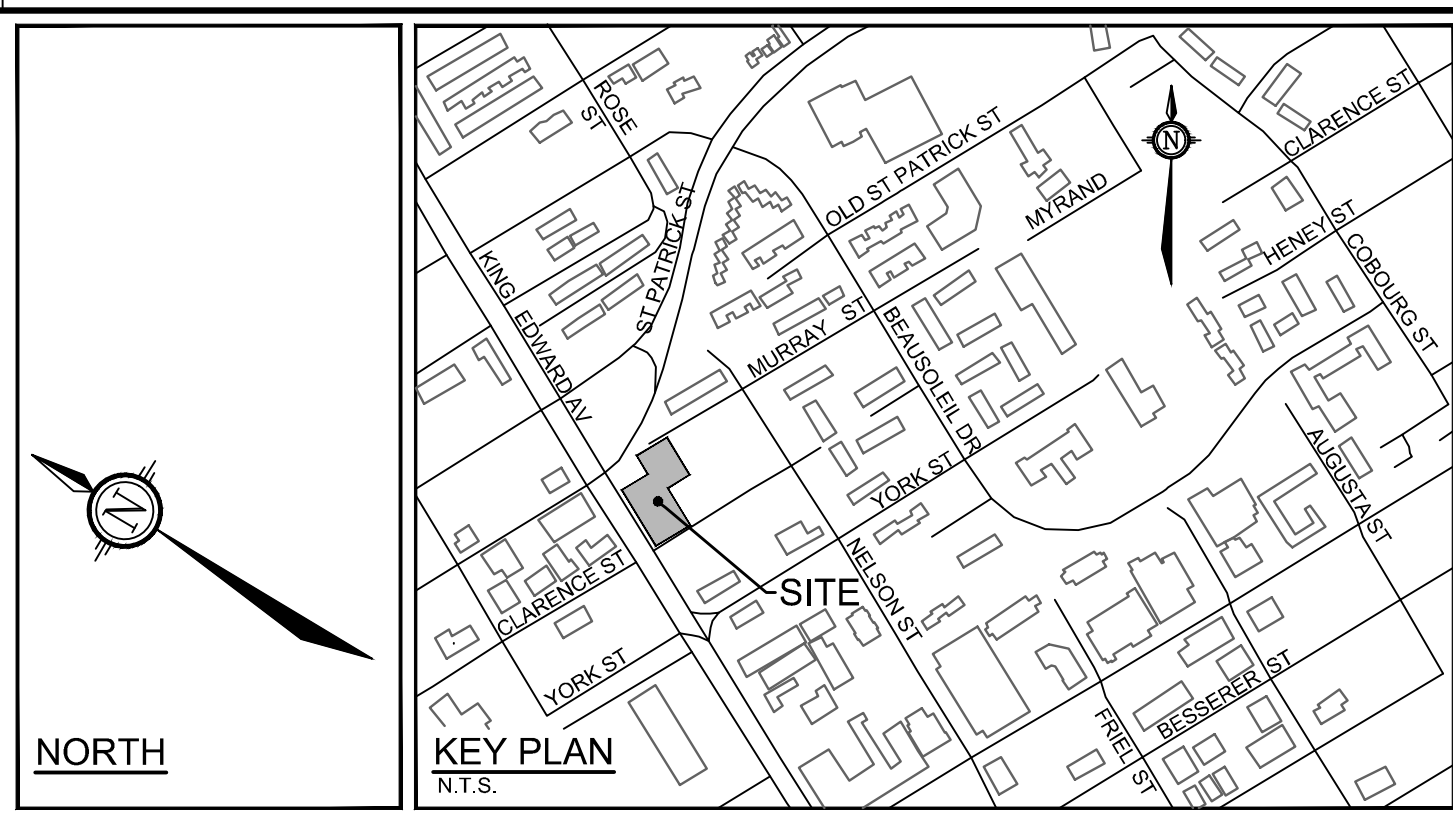 N
NORTH
ROSE
ST
ST PATRICK ST
KING EDWARD AV
OLD ST PATRICK ST
MYRAND
N
CLARENCE ST
HENEY ST
COBOURG ST
MURRAY ST
BEAUSOLEIL DR
YORK ST
AUGUSTA ST
CLARENCE ST
SITE
NELSON ST
YORK ST
FRIEL ST
BESSERER ST
KEY PLAN
N.T.S.